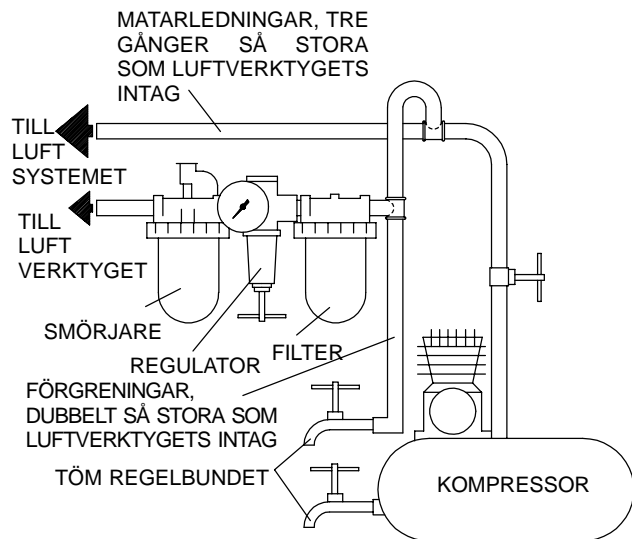 MATARLEDNINGAR, TRE
GÅNGER SÅ STORA
SOM LUFTVERKTYGETS
INTAG
TILL
LUFT
SYSTEMET
TILL
LUFT
VERKTYGET
SMÖRJARE
REGULATOR
FILTER
FÖRGRENINGAR,
DUBBELT SÅ STORA SOM
LUFTVERKTYGETS INTAG
TÖM REGELBUNDET
KOMPRESSOR